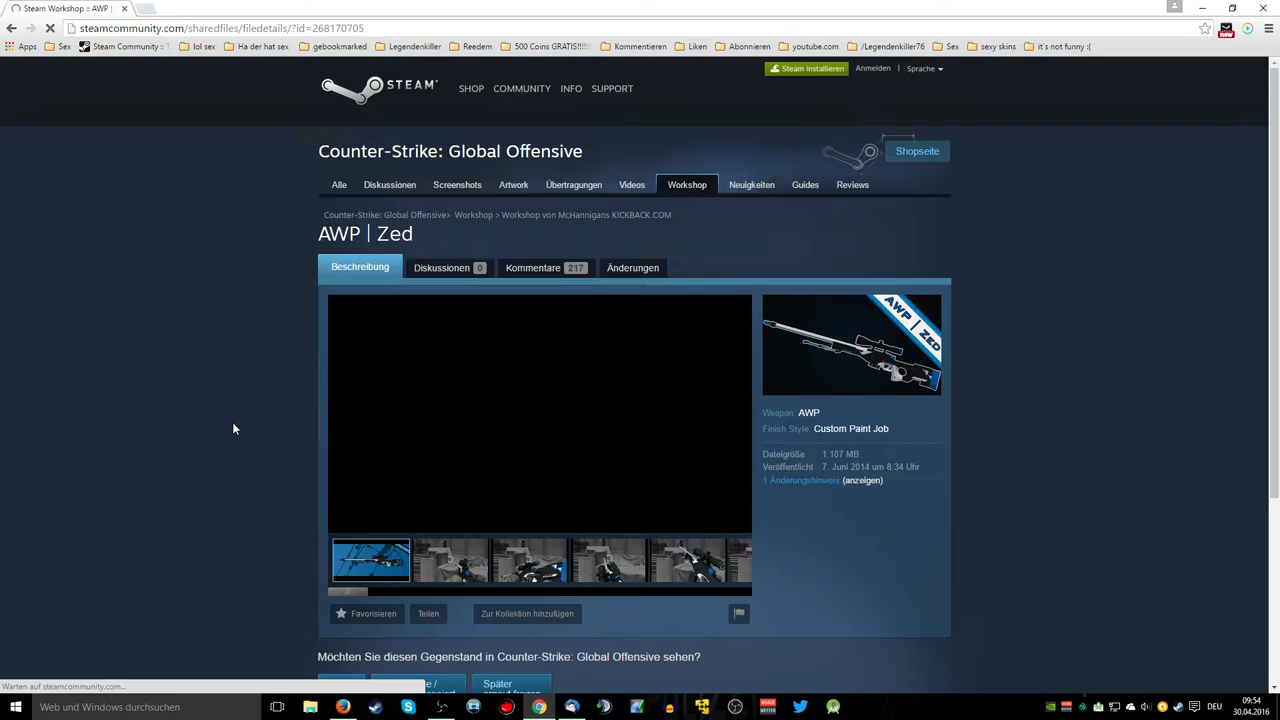 Steam Workshop :: AWP |
steamcommunity.com/sharedfiles/filedetails/?id=268170705
Apps Sex Steam Community :: T lol sex Ha der hat sex gebookmarked Legendenkiller Reedem 500 Coins GRATIS!!!!! Kommentieren Liken Abonnieren youtube.com /Legendenkiller76 Sex sexy skins it's not funny :(
STEAM
SHOP COMMUNITY INFO SUPPORT
Steam installieren Anmelden | Sprache
Counter-Strike: Global Offensive
Shopseite
Alle Diskussionen Screenshots Artwork Übertragungen Videos Workshop Neuigkeiten Guides Reviews
Counter-Strike: Global Offensive> Workshop > Workshop von McHannigans KICKBACK.COM
AWP | Zed
Beschreibung Diskussionen 0 Kommentare 217 Änderungen
AWP | ZED
Weapon: AWP
Finish Style: Custom Paint Job
Dateigröße 1.107 MB
Veröffentlicht 7. Juni 2014 um 8:34 Uhr
1 Änderungshinweis (anzeigen)
Favorisieren Teilen Zur Kollektion hinzufügen
Möchten Sie diesen Gegenstand in Counter-Strike: Global Offensive sehen?
Später
Warten auf steamcommunity.com...
Web und Windows durchsuchen
DEU
09:54
30.04.2016